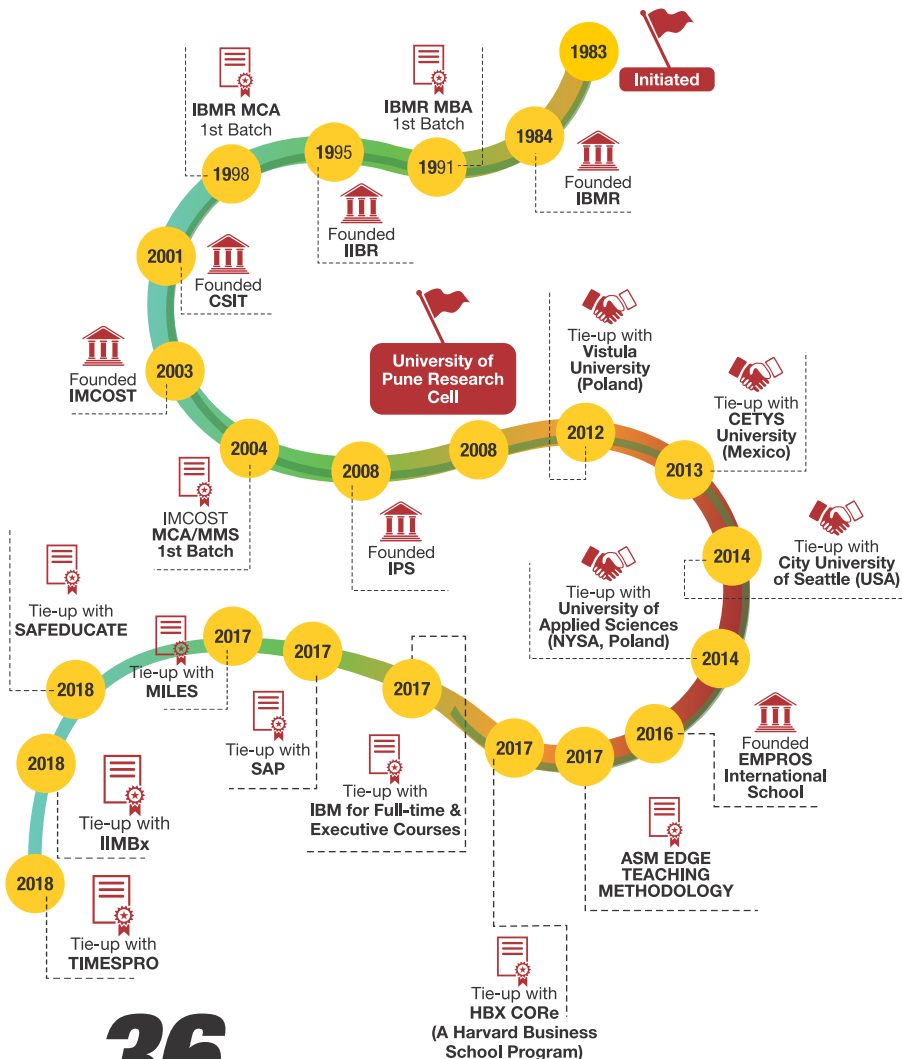 1983
Initiated
1984
Founded
IBMR
1991
IBMR MBA
1st Batch
1995
Founded
IIBR
1998
IBMR MCA
1st Batch
2001
Founded
CSIT
2003
Founded
IMCOST
2004
IMCOST
MCA/MMS
1st Batch
2008
Founded
IPS
2008
University of
Pune Research
Cell
2012
Tie-up with
Vistula
University
(Poland)
2013
Tie-up with
CETYS
University
(Mexico)
2014
Tie-up with
City University
of Seattle (USA)
2014
Tie-up with
University of
Applied Sciences
(NYSA, Poland)
2016
Founded
EMPROS
International
School
2017
ASM EDGE
TEACHING
METHODOLOGY
2017
Tie-up with
HBX CORe
(A Harvard Business
School Program)
2017
Tie-up with
IBM for Full-time &
Executive Courses
2017
Tie-up with
SAP
2017
Tie-up with
MILES
2018
Tie-up with
SAFEDUCATE
2018
Tie-up with
IIMBx
2018
Tie-up with
TIMESPRO
36